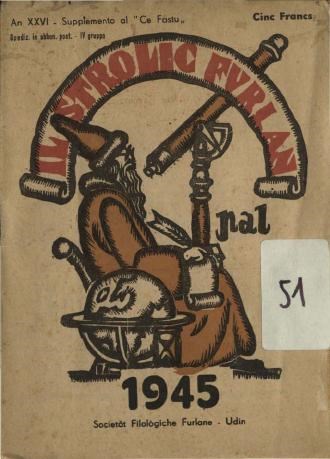 An XXVI - Supplemento al "Ce Fastu„
Spediz. in abbon. post. - IV gruppo
Cinc Francs
IL STROLIC FURLAN
pal
51
1945
Societât Filologiche Furlane - Udin